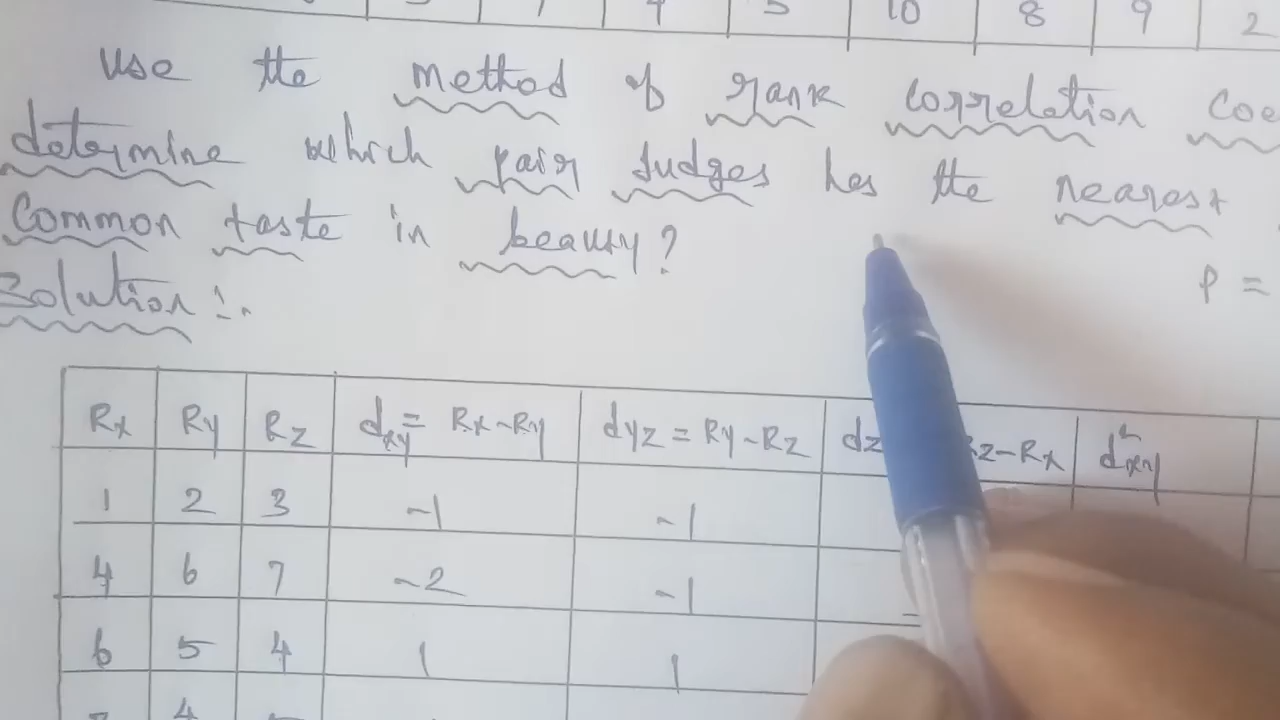 5 7 4 5 10 8 9 2
use the method of rank correlation
determine which pair Judges has the nearest
Common taste in beauty?
Solution :-
P =
Rx Ry Rz dxy = Rx-Ry dyz = Ry-Rz Rz-Rx d²xy
1 2 3 -1 -1
4 6 7 -2 -1
6 5 4 1 1
4